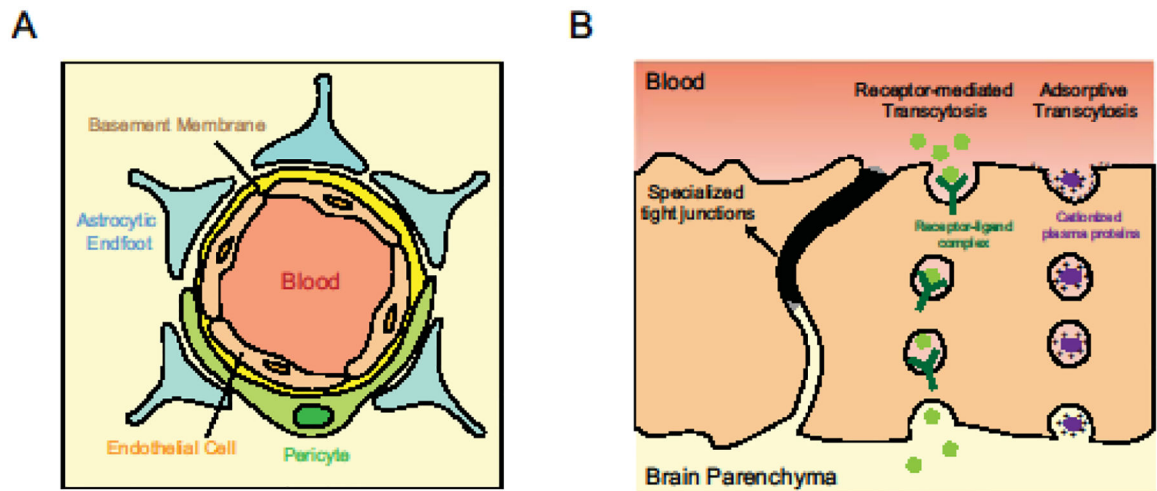 A
Basement Membrane
Astrocytic
Endfoot
Blood
Endothelial Cell
Pericyte
B
Blood
Receptor-mediated
Transcytosis
Adsorptive
Transcytosis
Specialized
tight junctions
Receptor-ligand
complex
Cationized
plasma proteins
Brain Parenchyma